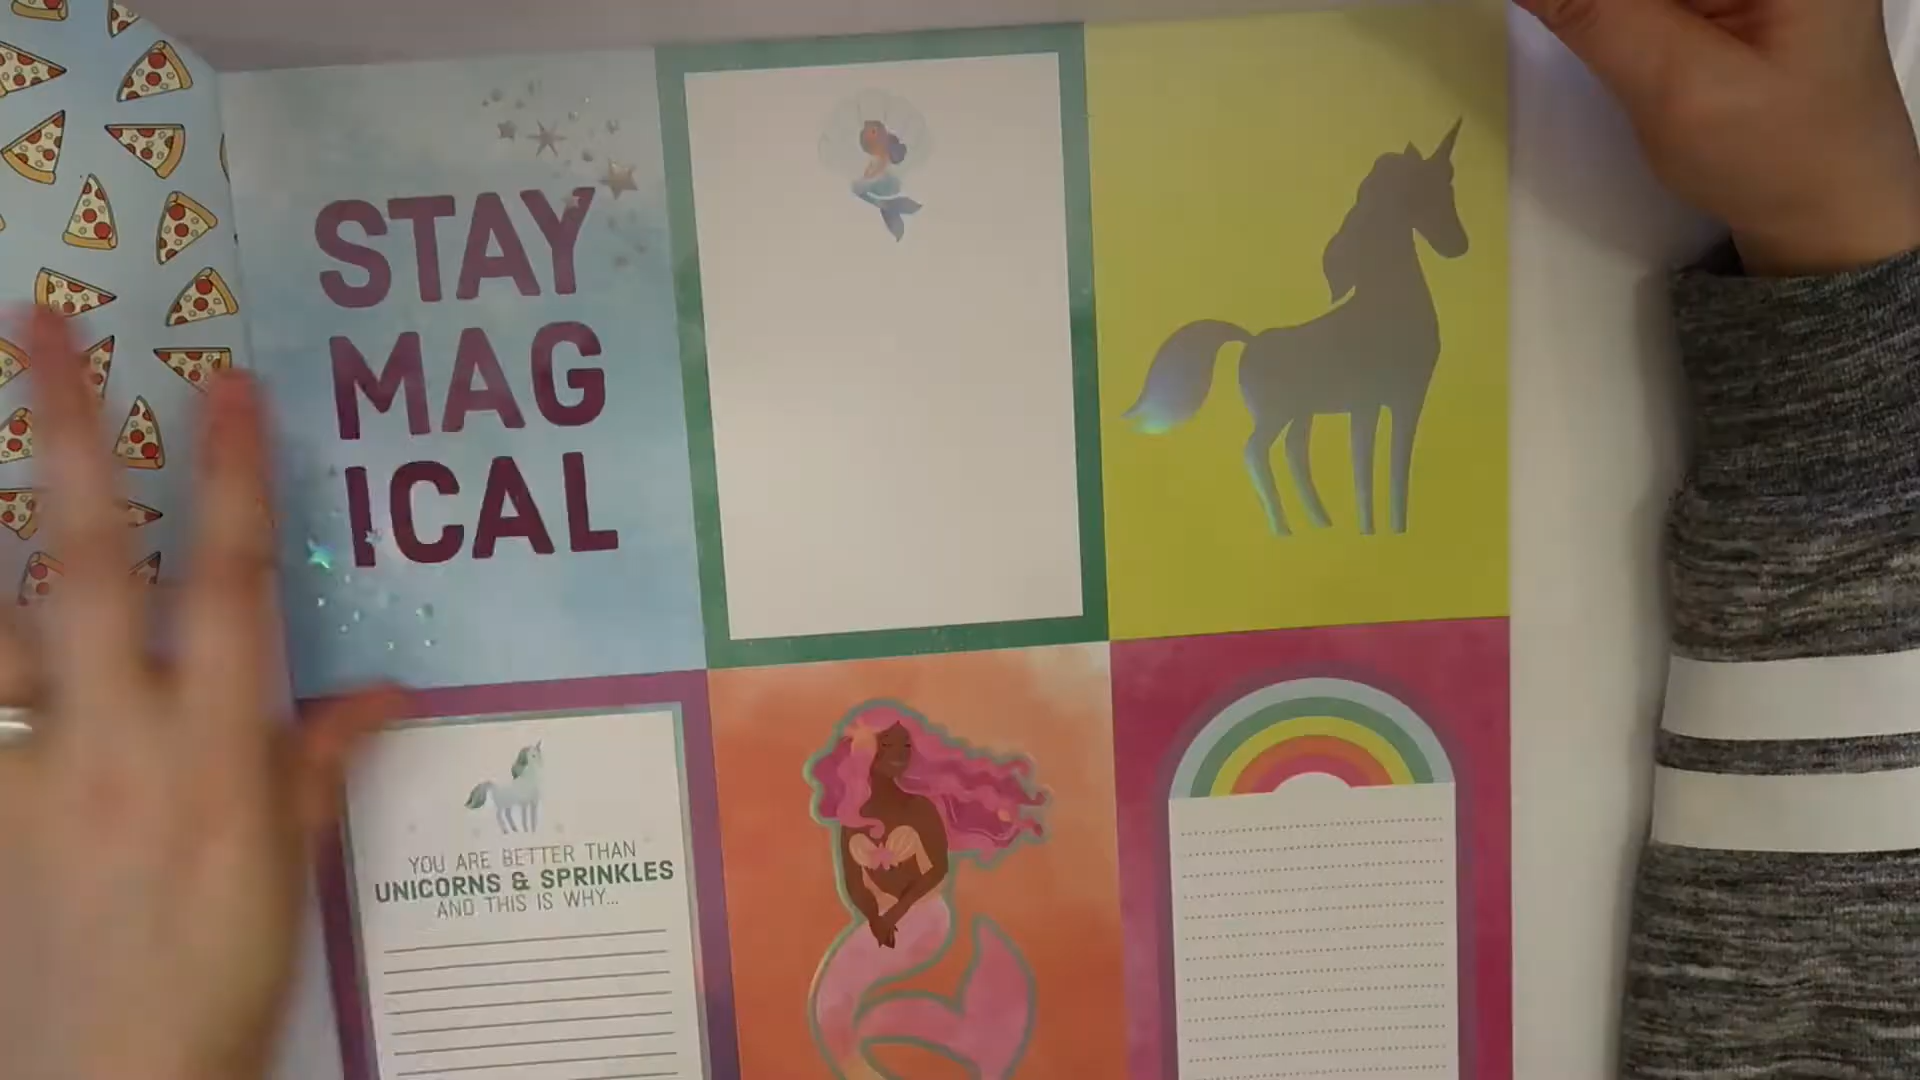 STAY
MAG
ICAL
YOU ARE BETTER THAN
UNICORNS & SPRINKLES
AND THIS IS WHY...